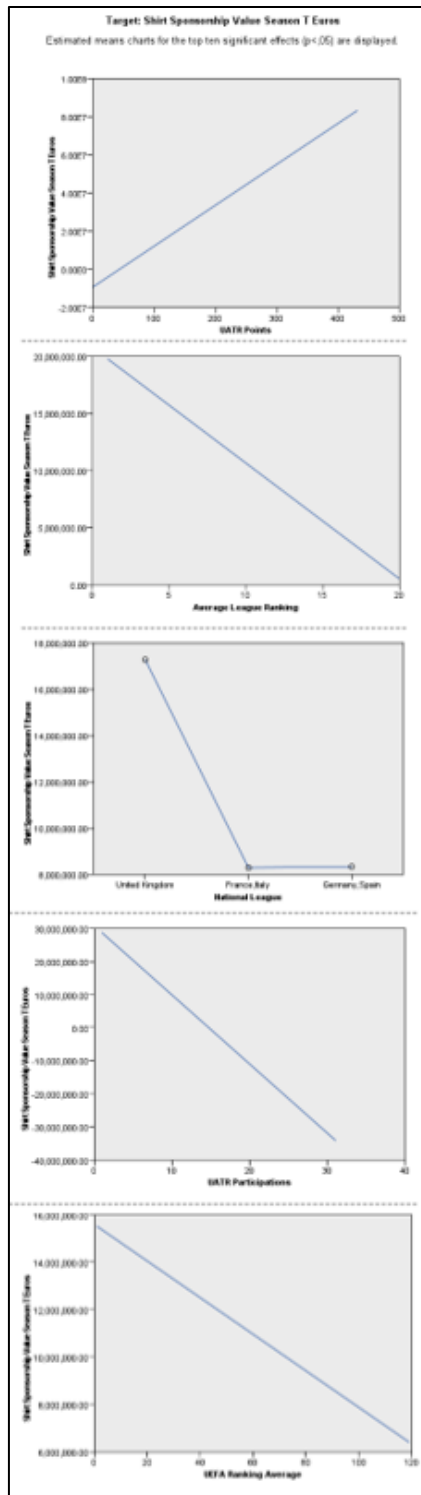 Target: Shirt Sponsorship Value Season T Euros
Estimated means charts for the top ten significant effects (p<,05) are displayed.
Shirt Sponsorship Value Season T Euros
1.00E8
8.00E7
6.00E7
4.00E7
2.00E7
0.00E0
-2.00E7
0
100
200
300
400
500
UATR Points
Shirt Sponsorship Value Season T Euros
20,000,000.00
15,000,000.00
10,000,000.00
5,000,000.00
0.00
0
5
10
15
20
Average League Ranking
Shirt Sponsorship Value Season T Euros
18,000,000.00
16,000,000.00
14,000,000.00
12,000,000.00
10,000,000.00
8,000,000.00
United Kingdom
France,Italy
Germany,Spain
National League
Shirt Sponsorship Value Season T Euros
30,000,000.00
20,000,000.00
10,000,000.00
0.00
-10,000,000.00
-20,000,000.00
-30,000,000.00
-40,000,000.00
0
10
20
30
40
UATR Participations
Shirt Sponsorship Value Season T Euros
16,000,000.00
14,000,000.00
12,000,000.00
10,000,000.00
8,000,000.00
6,000,000.00
0
20
40
60
80
100
120
UEFA Ranking Average